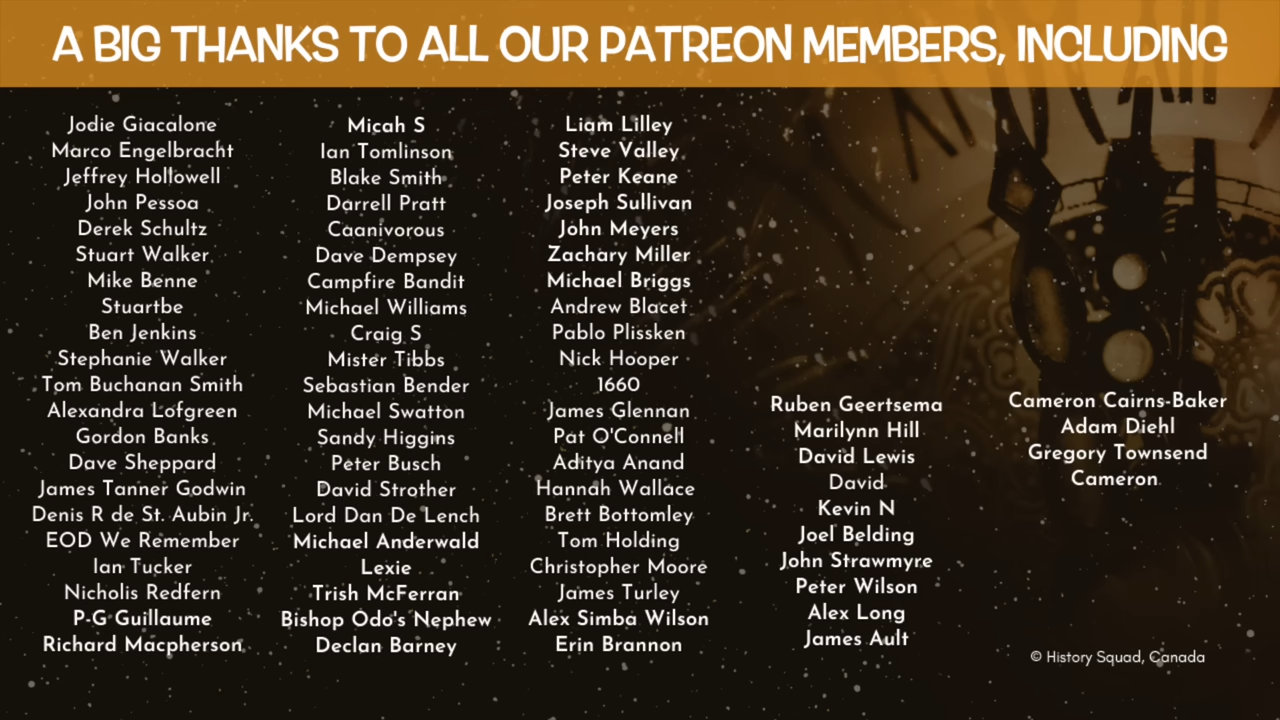 A BIG THANKS TO ALL OUR PATREON MEMBERS, INCLUDING
Jodie Giacalone
Marco Engelbracht
Jeffrey Hollowell
John Pessoa
Derek Schultz
Stuart Walker
Mike Benne
Stuartbe
Ben Jenkins
Stephanie Walker
Tom Buchanan Smith
Alexandra Lofgreen
Gordon Banks
Dave Sheppard
James Tanner Godwin
Denis R de St. Aubin Jr.
EOD We Remember
Ian Tucker
Nicholis Redfern
P-G Guillaume
Richard Macpherson
Micah S
Ian Tomlinson
Blake Smith
Darrell Pratt
Caanivorous
Dave Dempsey
Campfire Bandit
Michael Williams
Craig S
Mister Tibbs
Sebastian Bender
Michael Swatton
Sandy Higgins
Peter Busch
David Strother
Lord Dan De Lench
Michael Anderwald
Lexie
Trish McFerran
Bishop Odo's Nephew
Declan Barney
Liam Lilley
Steve Valley
Peter Keane
Joseph Sullivan
John Meyers
Zachary Miller
Michael Briggs
Andrew Blacet
Pablo Plissken
Nick Hooper
1660
James Glennan
Pat O'Connell
Aditya Anand
Hannah Wallace
Brett Bottomley
Tom Holding
Christopher Moore
James Turley
Alex Simba Wilson
Erin Brannon
Ruben Geertsema
Marilynn Hill
David Lewis
David
Kevin N
Joel Belding
John Strawmyre
Peter Wilson
Alex Long
James Ault
Cameron Cairns-Baker
Adam Diehl
Gregory Townsend
Cameron
© History Squad, Canada